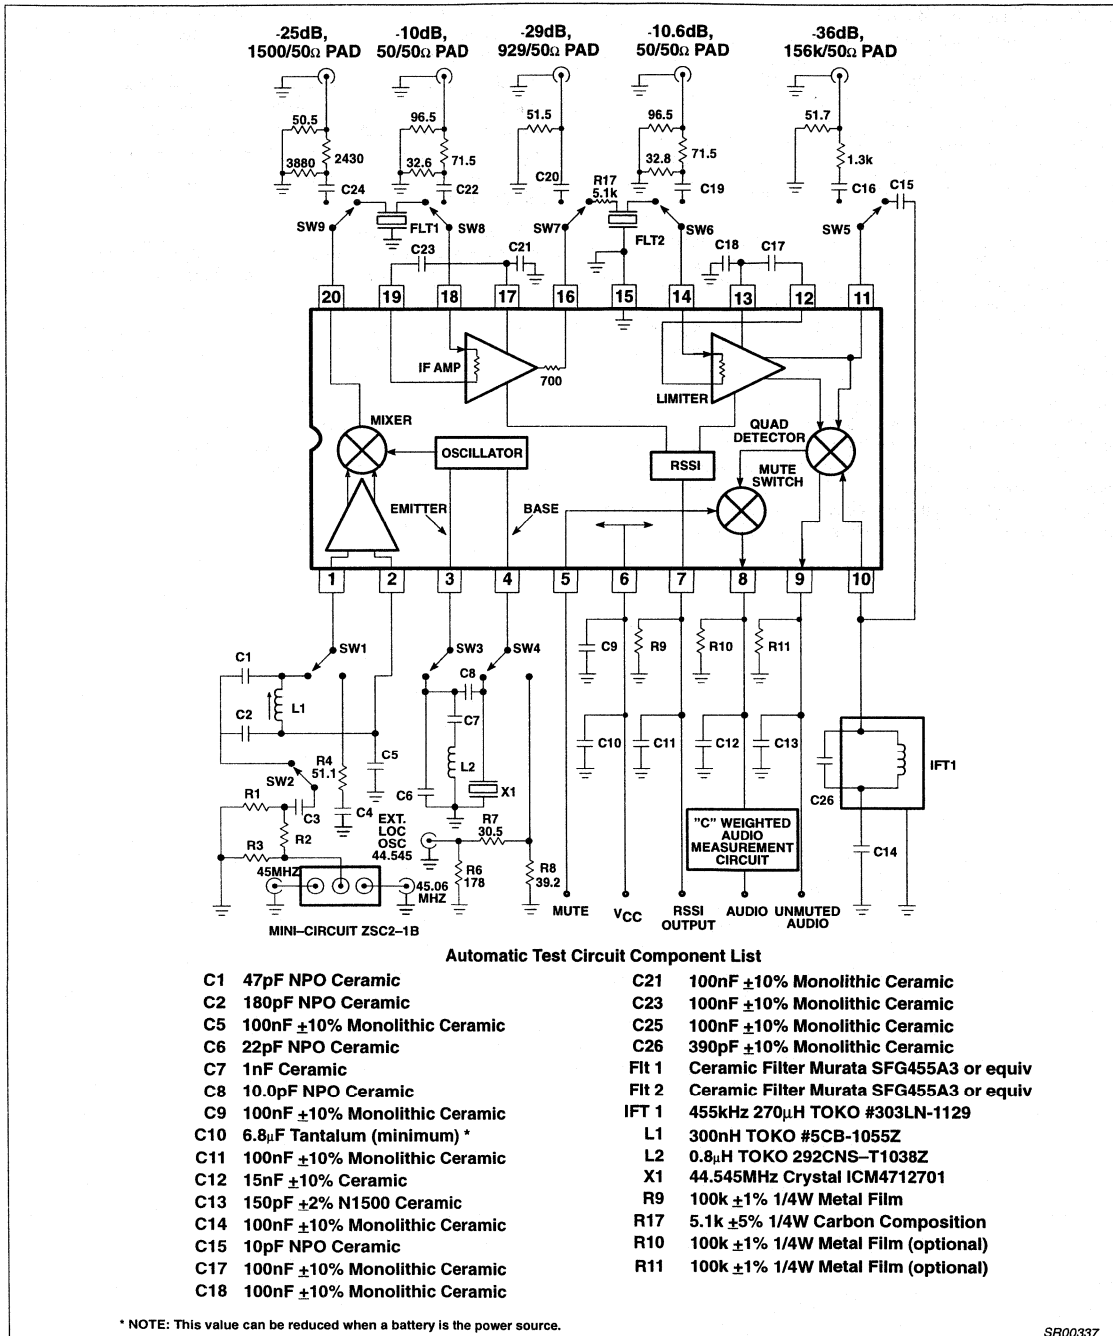 -25dB, 1500/50Ω PAD
-10dB, 50/50Ω PAD
-29dB, 929/50Ω PAD
-10.6dB, 50/50Ω PAD
-36dB, 156k/50Ω PAD
50.5
96.5
51.5
96.5
51.7
2430
71.5
71.5
1.3k
3880
32.6
32.8
C24
C22
C20
R17
5.1k
C19
C16
C15
SW9
FLT1
SW8
SW7
FLT2
SW6
SW5
C23
C21
C18
C17
20
19
18
17
16
15
14
13
12
11
IF AMP
700
LIMITER
MIXER
OSCILLATOR
RSSI
QUAD DETECTOR
MUTE SWITCH
EMITTER
BASE
1
2
3
4
5
6
7
8
9
10
SW1
SW3
SW4
C1
L1
C2
C8
C7
C9
R9
R10
R11
R4
51.1
C5
L2
C10
C11
C12
C13
IFT1
SW2
C6
X1
C26
R1
C3
C4
R2
EXT. LOC OSC 44.545
R7
30.5
"C" WEIGHTED AUDIO MEASUREMENT CIRCUIT
C14
R3
45MHZ
45.06 MHZ
R6
178
R8
39.2
MINI–CIRCUIT ZSC2–1B
MUTE
VCC
RSSI OUTPUT
AUDIO
UNMUTED AUDIO
Automatic Test Circuit Component List
C1 47pF NPO Ceramic
C2 180pF NPO Ceramic
C5 100nF ±10% Monolithic Ceramic
C6 22pF NPO Ceramic
C7 1nF Ceramic
C8 10.0pF NPO Ceramic
C9 100nF ±10% Monolithic Ceramic
C10 6.8µF Tantalum (minimum) *
C11 100nF ±10% Monolithic Ceramic
C12 15nF ±10% Ceramic
C13 150pF ±2% N1500 Ceramic
C14 100nF ±10% Monolithic Ceramic
C15 10pF NPO Ceramic
C17 100nF ±10% Monolithic Ceramic
C18 100nF ±10% Monolithic Ceramic
C21 100nF ±10% Monolithic Ceramic
C23 100nF ±10% Monolithic Ceramic
C25 100nF ±10% Monolithic Ceramic
C26 390pF ±10% Monolithic Ceramic
Flt 1 Ceramic Filter Murata SFG455A3 or equiv
Flt 2 Ceramic Filter Murata SFG455A3 or equiv
IFT 1 455kHz 270µH TOKO #303LN-1129
L1 300nH TOKO #5CB-1055Z
L2 0.8µH TOKO 292CNS–T1038Z
X1 44.545MHz Crystal ICM4712701
R9 100k ±1% 1/4W Metal Film
R17 5.1k ±5% 1/4W Carbon Composition
R10 100k ±1% 1/4W Metal Film (optional)
R11 100k ±1% 1/4W Metal Film (optional)
* NOTE: This value can be reduced when a battery is the power source.
SR00337